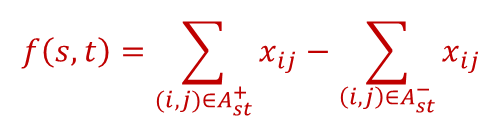 f(s, t) = ∑_{(i,j)∈A_{st}^{+}} x_{ij} − ∑_{(i,j)∈A_{st}^{−}} x_{ij}